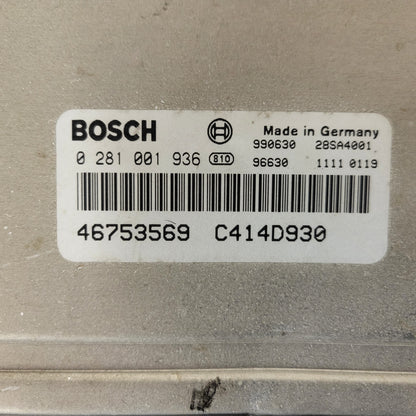 BOSCH Made in Germany
990630 28SA4001
0 281 001 936 810 96630 1111 0119
46753569 C414D930